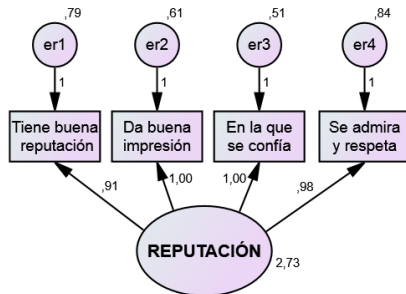 ,79
,61
,51
,84
er1
er2
er3
er4
1
1
1
1
Tiene buena
reputación
Da buena
impresión
En la que
se confía
Se admira
y respeta
,91
1,00
1,00
,98
REPUTACIÓN
2,73